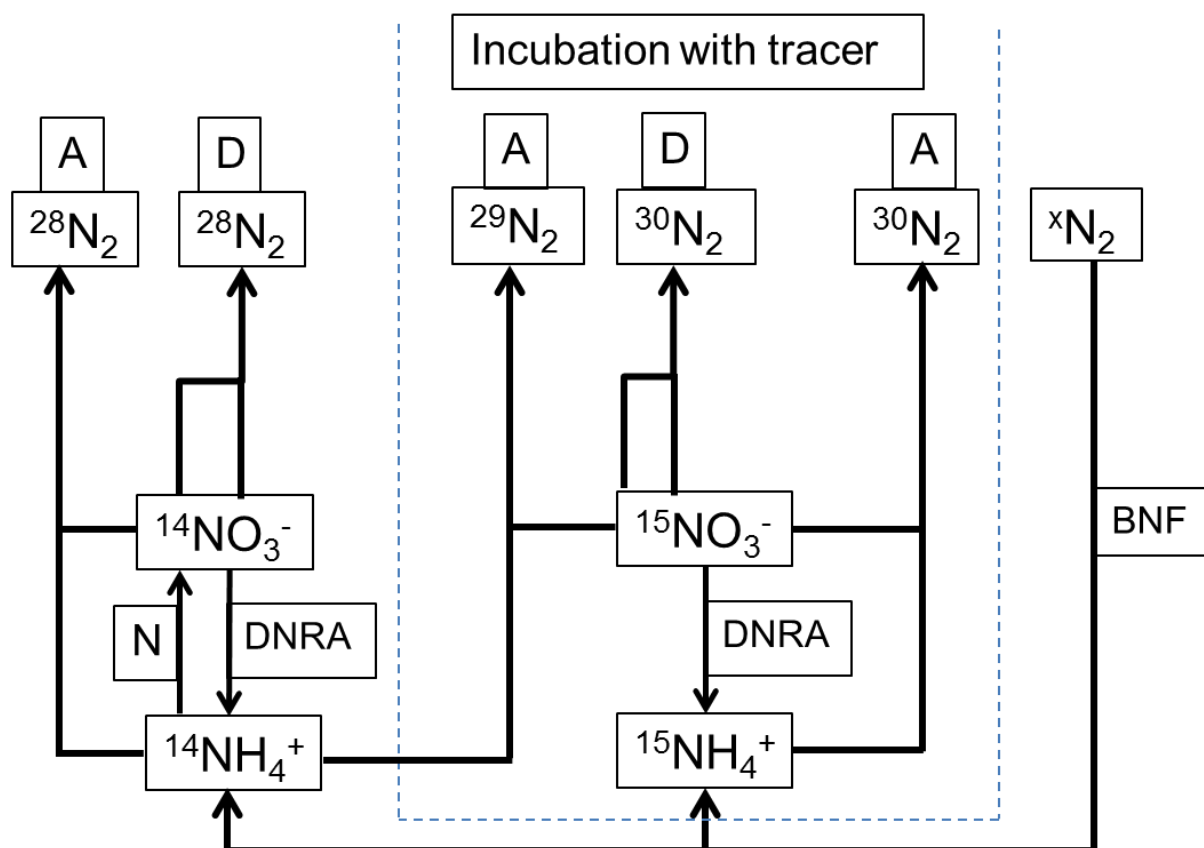 Incubation with tracer
A
D
A
D
A
²⁸N₂
²⁸N₂
²⁹N₂
³⁰N₂
³⁰N₂
ˣN₂
¹⁴NO₃⁻
¹⁵NO₃⁻
BNF
N
DNRA
DNRA
¹⁴NH₄⁺
¹⁵NH₄⁺